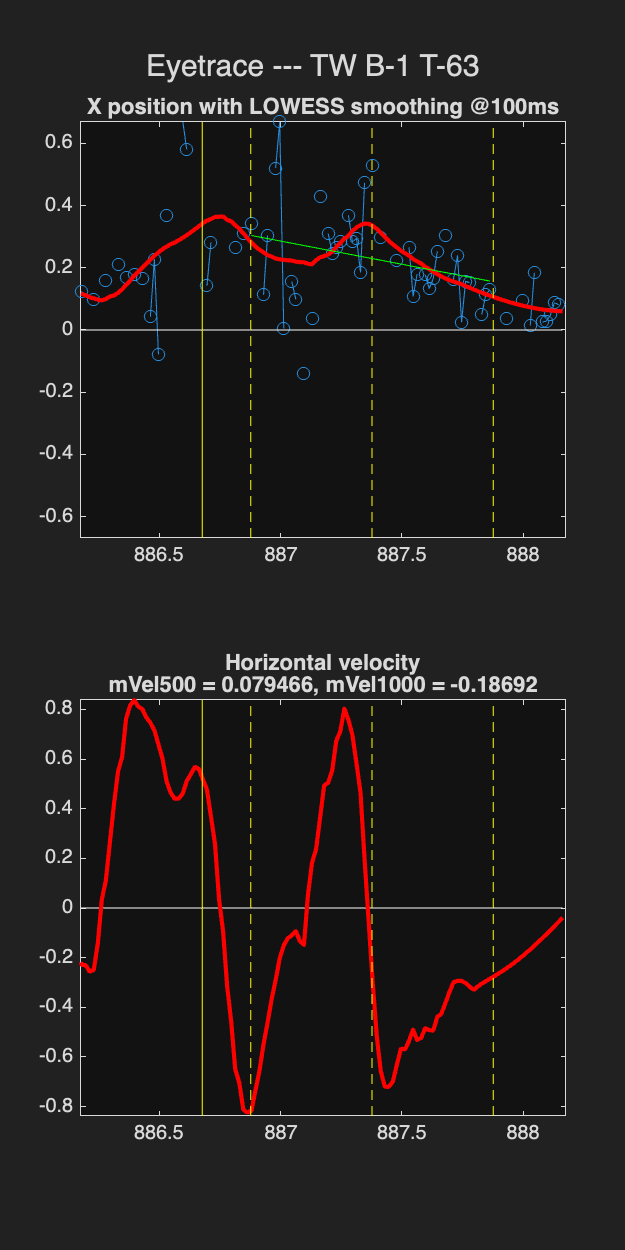 Eyetrace --- TW B-1 T-63
X position with LOWESS smoothing @100ms
0.6
0.4
0.2
0
-0.2
-0.4
-0.6
886.5 887 887.5 888
Horizontal velocity
mVel500 = 0.079466, mVel1000 = -0.18692
0.8
0.6
0.4
0.2
0
-0.2
-0.4
-0.6
-0.8
886.5 887 887.5 888